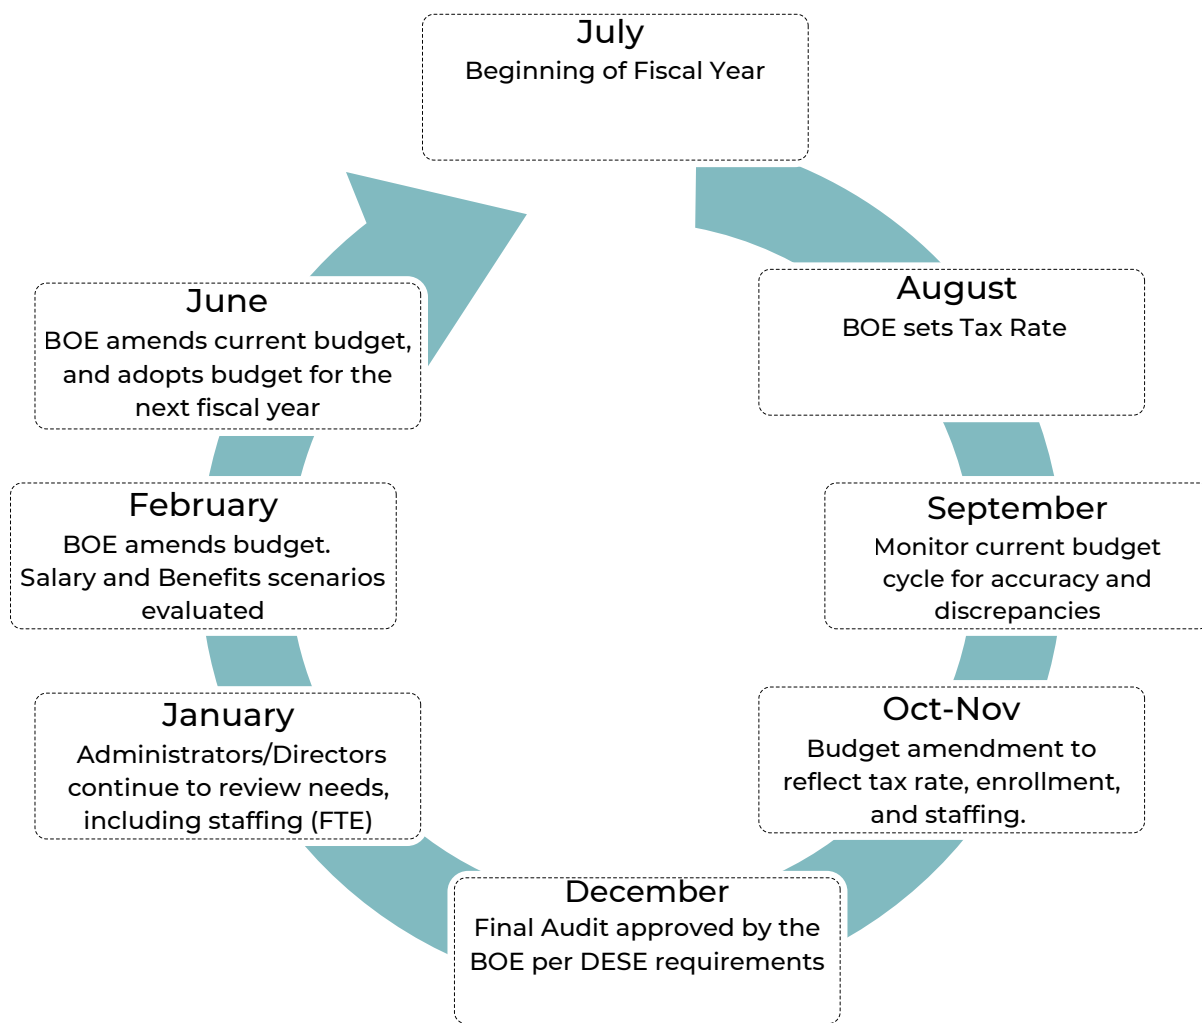 July
Beginning of Fiscal Year
August
BOE sets Tax Rate
September
Monitor current budget
cycle for accuracy and
discrepancies
Oct-Nov
Budget amendment to
reflect tax rate, enrollment,
and staffing.
December
Final Audit approved by the
BOE per DESE requirements
January
Administrators/Directors
continue to review needs,
including staffing (FTE)
February
BOE amends budget.
Salary and Benefits scenarios
evaluated
June
BOE amends current budget,
and adopts budget for the
next fiscal year